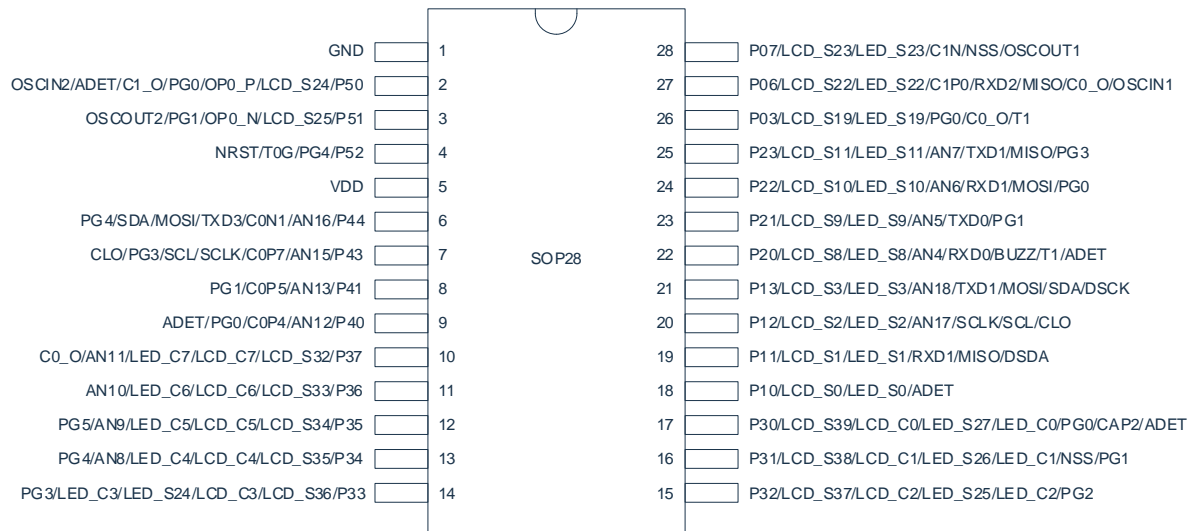 GND 1 28 P07/LCD_S23/LED_S23/C1N/NSS/OSCOUT1
OSCIN2/ADET/C1_O/PG0/OP0_P/LCD_S24/P50 2 27 P06/LCD_S22/LED_S22/C1P0/RXD2/MISO/C0_O/OSCIN1
OSCOUT2/PG1/OP0_N/LCD_S25/P51 3 26 P03/LCD_S19/LED_S19/PG0/C0_O/T1
NRST/T0G/PG4/P52 4 25 P23/LCD_S11/LED_S11/AN7/TXD1/MISO/PG3
VDD 5 24 P22/LCD_S10/LED_S10/AN6/RXD1/MOSI/PG0
PG4/SDA/MOSI/TXD3/C0N1/AN16/P44 6 23 P21/LCD_S9/LED_S9/AN5/TXD0/PG1
CLO/PG3/SCL/SCLK/C0P7/AN15/P43 7 SOP28 22 P20/LCD_S8/LED_S8/AN4/RXD0/BUZZ/T1/ADET
PG1/C0P5/AN13/P41 8 21 P13/LCD_S3/LED_S3/AN18/TXD1/MOSI/SDA/DSCK
ADET/PG0/C0P4/AN12/P40 9 20 P12/LCD_S2/LED_S2/AN17/SCLK/SCL/CLO
C0_O/AN11/LED_C7/LCD_C7/LCD_S32/P37 10 19 P11/LCD_S1/LED_S1/RXD1/MISO/DSDA
AN10/LED_C6/LCD_C6/LCD_S33/P36 11 18 P10/LCD_S0/LED_S0/ADET
PG5/AN9/LED_C5/LCD_C5/LCD_S34/P35 12 17 P30/LCD_S39/LCD_C0/LED_S27/LED_C0/PG0/CAP2/ADET
PG4/AN8/LED_C4/LCD_C4/LCD_S35/P34 13 16 P31/LCD_S38/LCD_C1/LED_S26/LED_C1/NSS/PG1
PG3/LED_C3/LED_S24/LCD_C3/LCD_S36/P33 14 15 P32/LCD_S37/LCD_C2/LED_S25/LED_C2/PG2